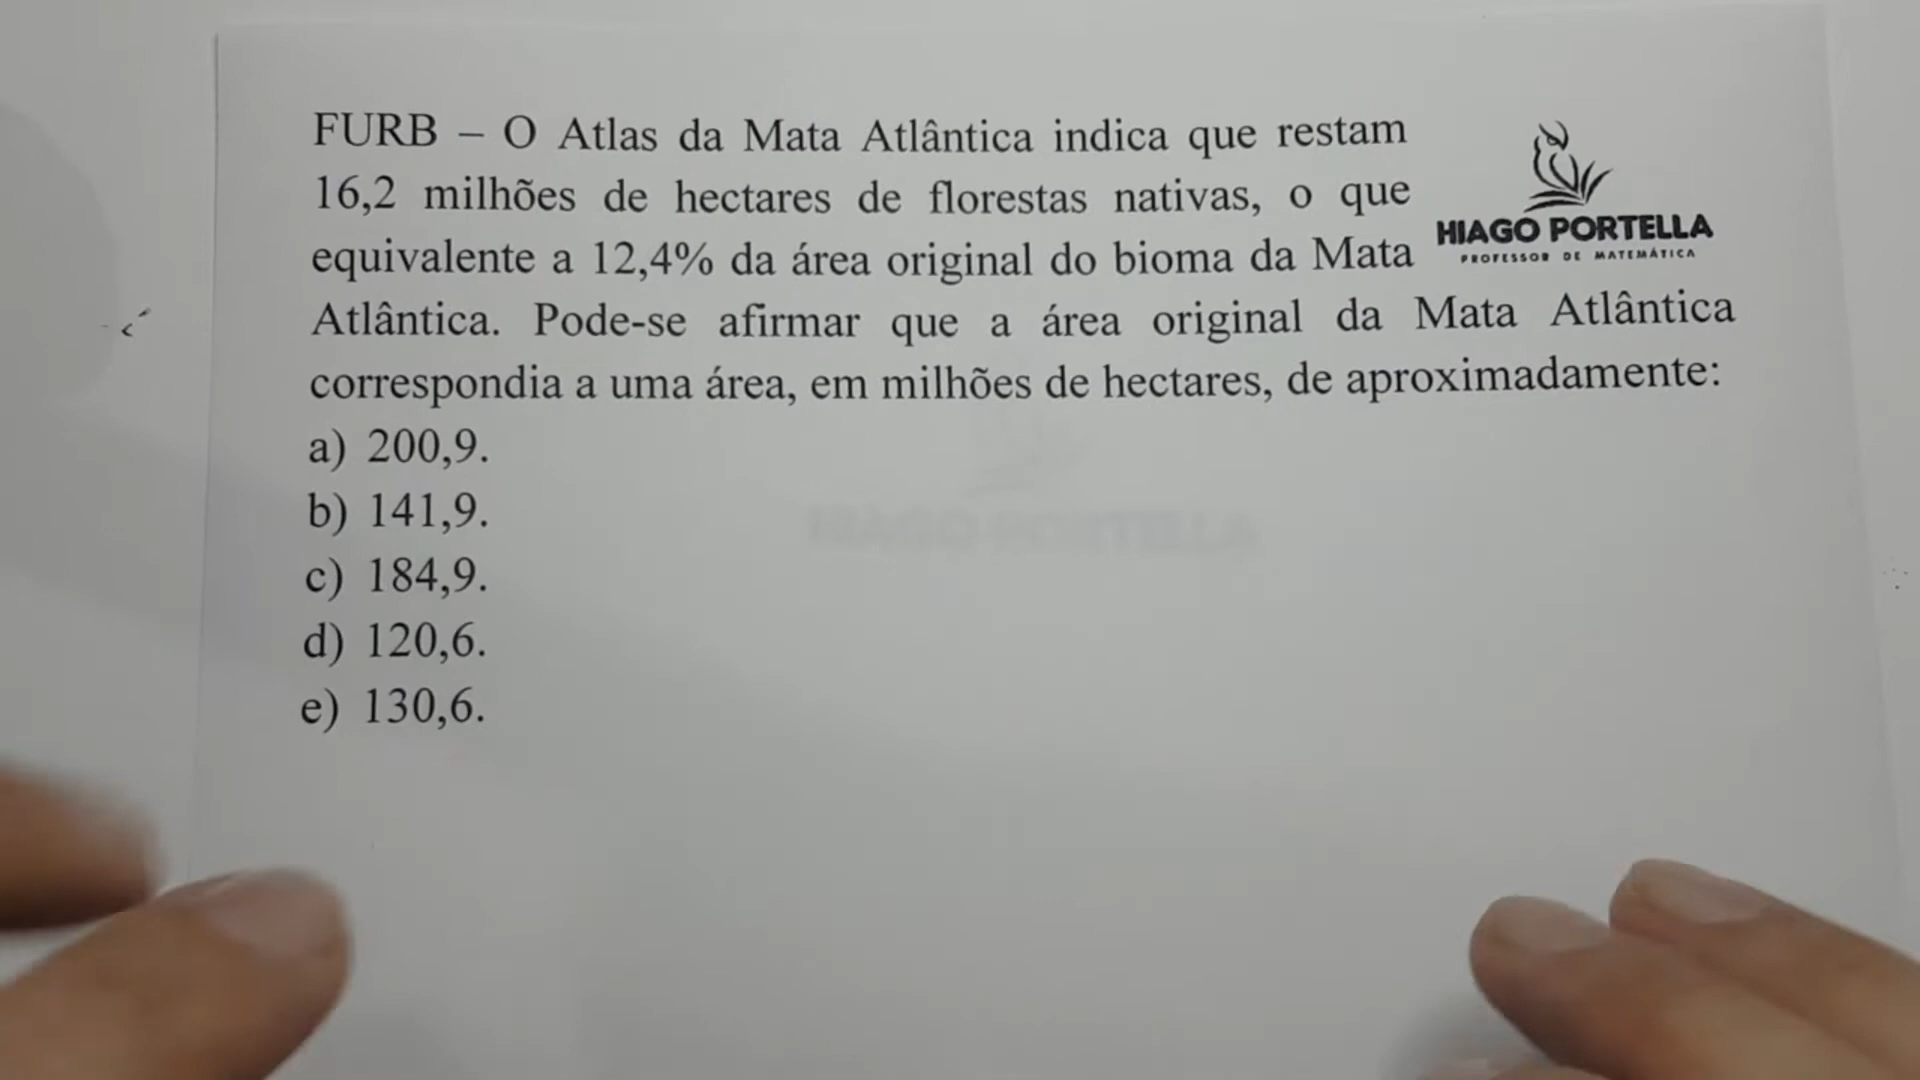 FURB – O Atlas da Mata Atlântica indica que restam
16,2 milhões de hectares de florestas nativas, o que
equivalente a 12,4% da área original do bioma da Mata
Atlântica. Pode-se afirmar que a área original da Mata Atlântica
correspondia a uma área, em milhões de hectares, de aproximadamente:
a) 200,9.
b) 141,9.
c) 184,9.
d) 120,6.
e) 130,6.
HIAGO PORTELLA
PROFESSOR DE MATEMÁTICA
HIAGO PORTELLA